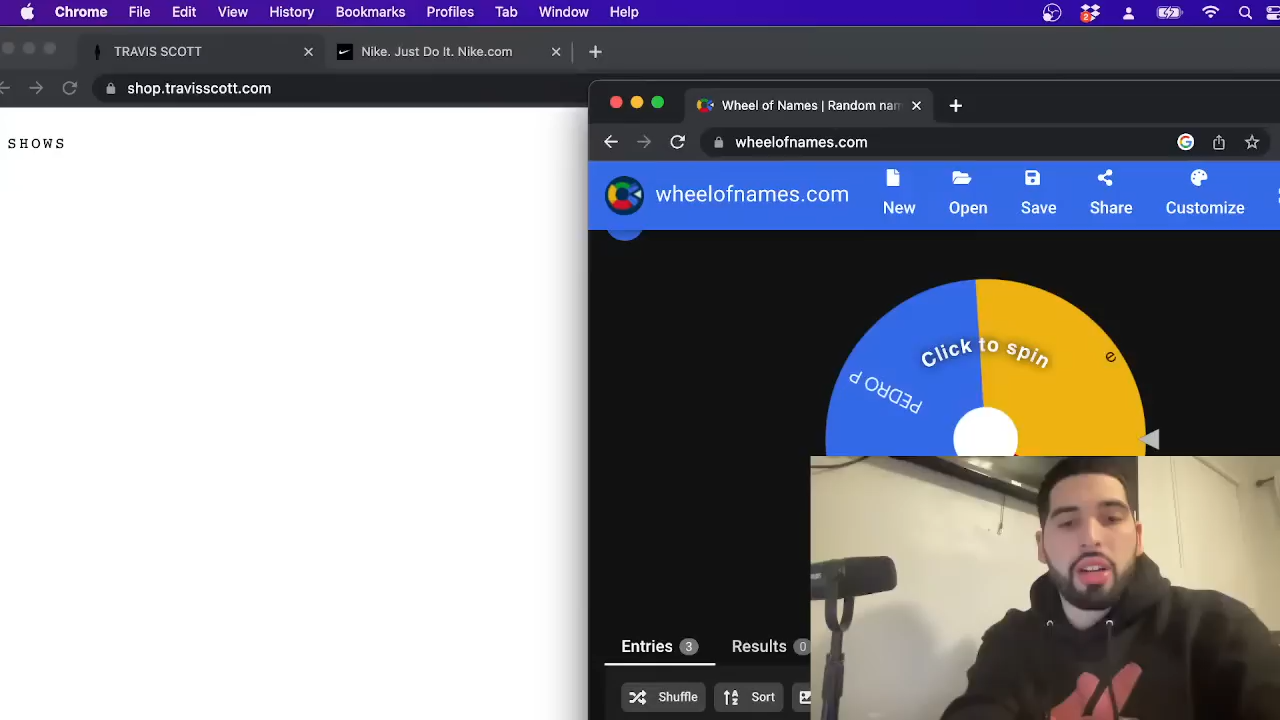 Chrome File Edit View History Bookmarks Profiles Tab Window Help
2
TRAVIS SCOTT
Nike. Just Do It. Nike.com
shop.travisscott.com
SHOWS
Wheel of Names | Random nam
wheelofnames.com
wheelofnames.com
New Open Save Share Customize
Click to spin
e
PEDRO P
Entries 3 Results 0
Shuffle Sort